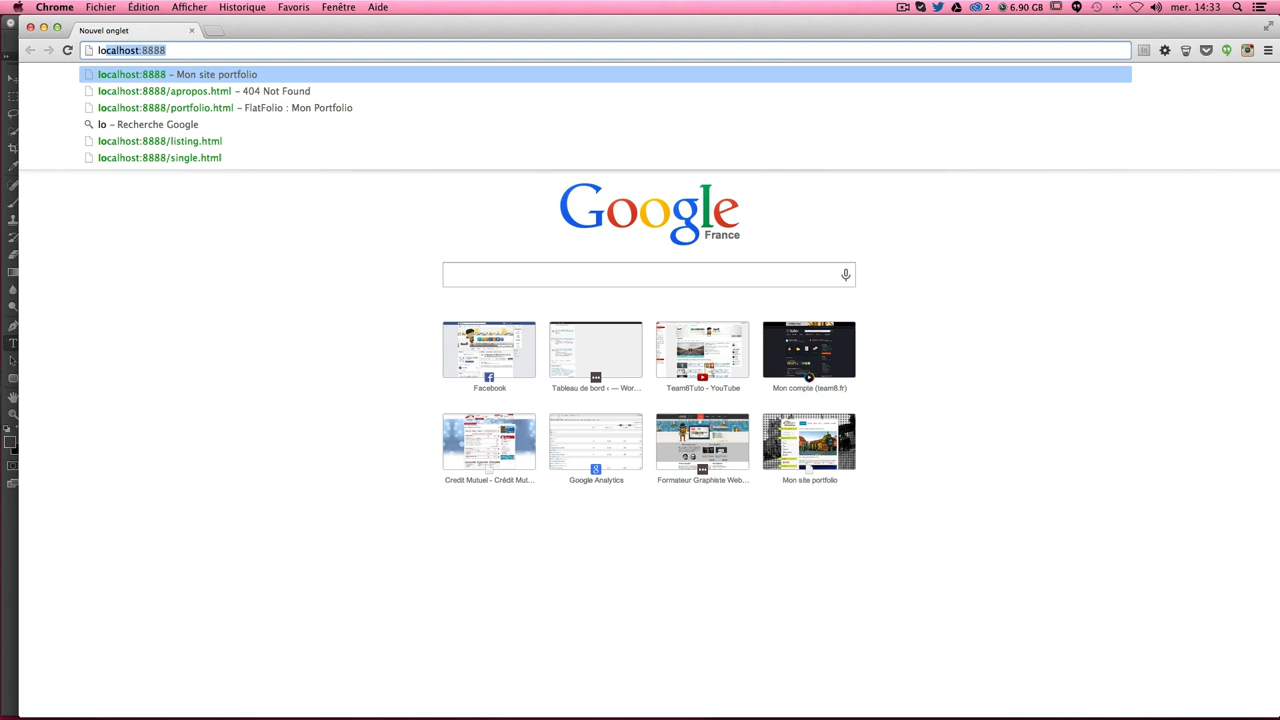 Chrome Fichier Édition Afficher Historique Favoris Fenêtre Aide 2 6.90 GB mer. 14:33
Nouvel onglet
localhost:8888
localhost:8888 – Mon site portfolio
localhost:8888/apropos.html – 404 Not Found
localhost:8888/portfolio.html – FlatFolio : Mon Portfolio
lo – Recherche Google
localhost:8888/listing.html
localhost:8888/single.html
Google
France
Facebook Tableau de bord ‹ — Wor... Team8Tuto - YouTube Mon compte (team8.fr)
Credit Mutuel - Crédit Mut... Google Analytics Formateur Graphiste Web... Mon site portfolio